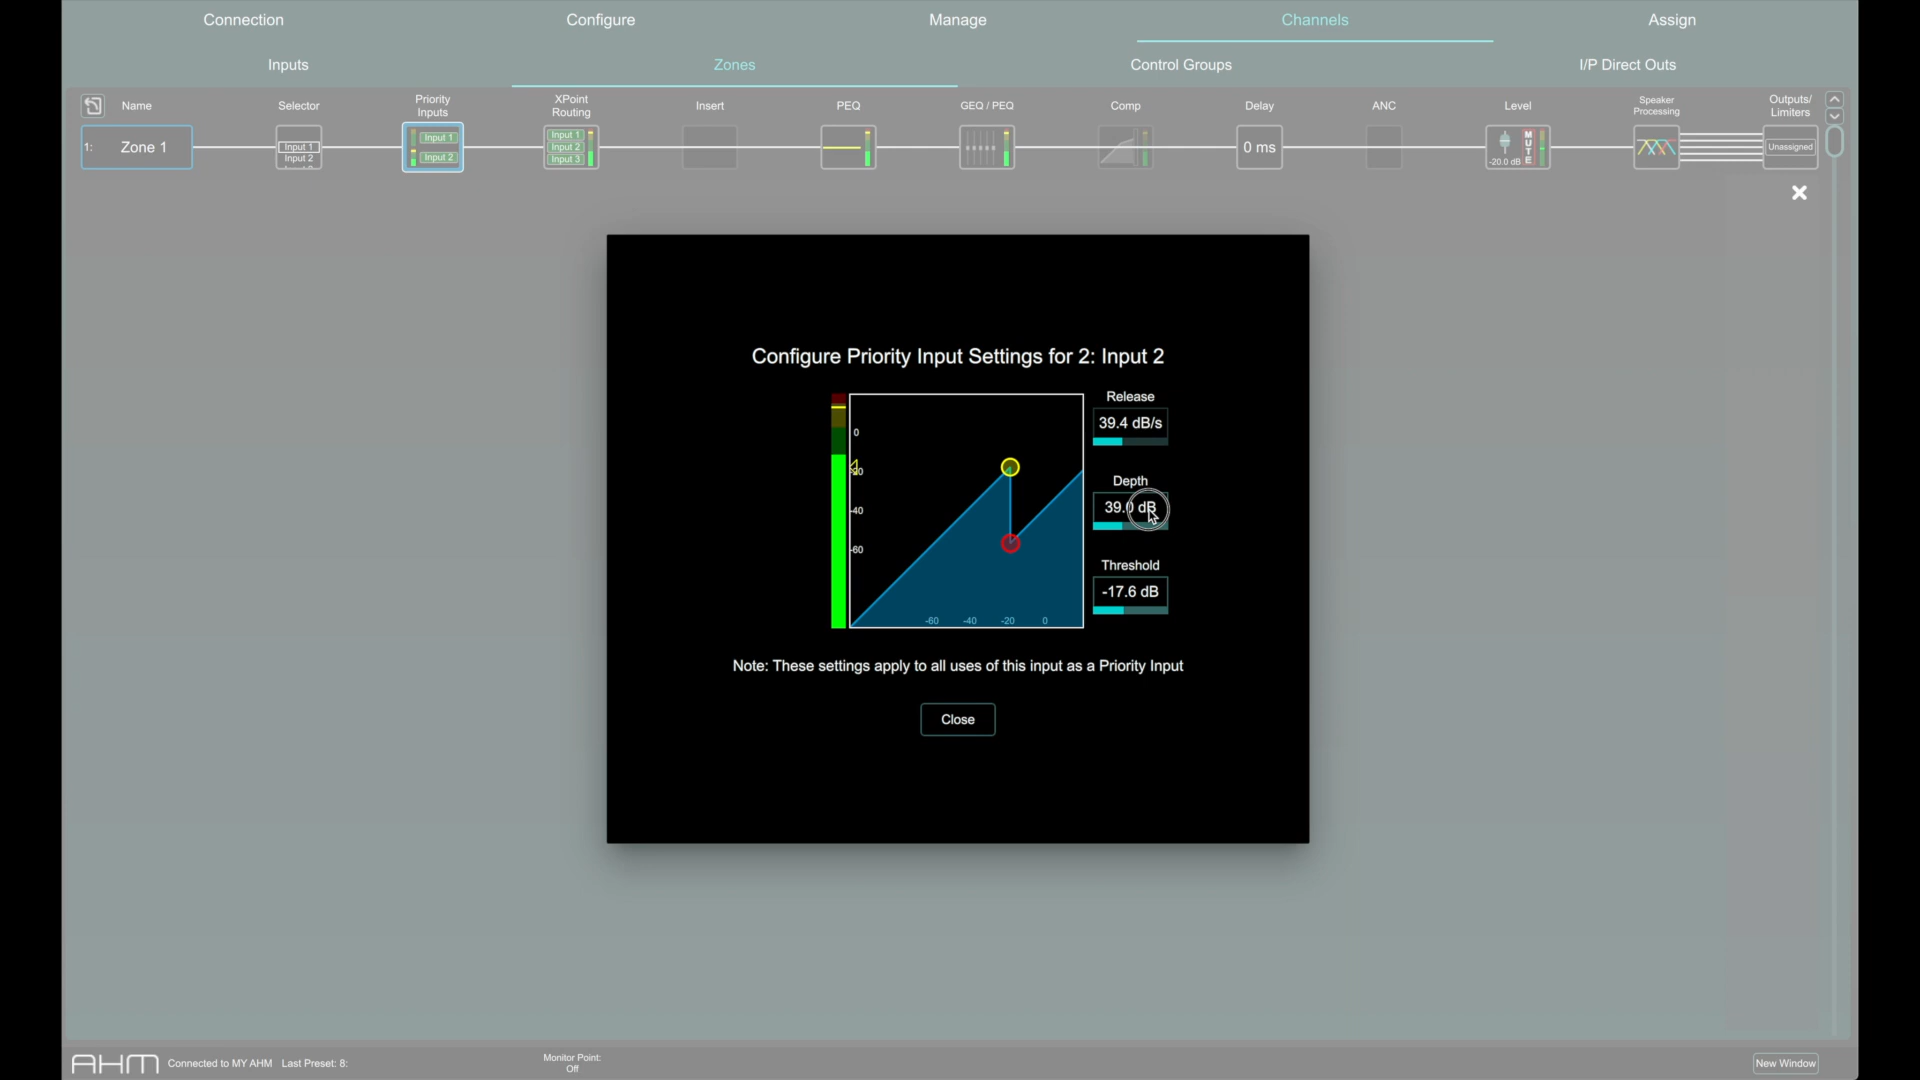 Connection Configure Manage Channels Assign
Inputs Zones Control Groups I/P Direct Outs
Name Selector Priority Inputs XPoint Routing Insert PEQ GEQ / PEQ Comp Delay ANC Level Speaker Processing Outputs/ Limiters
1: Zone 1
Input 1
Input 2
Input 1
Input 2
Input 1
Input 2
Input 3
0 ms
-20.0 dB
MUTE
Unassigned
Configure Priority Input Settings for 2: Input 2
0
-20
-40
-60
-60 -40 -20 0
Release
39.4 dB/s
Depth
39.0 dB
Threshold
-17.6 dB
Note: These settings apply to all uses of this input as a Priority Input
Close
AHM Connected to MY AHM Last Preset: 8:
Monitor Point:
Off
New Window